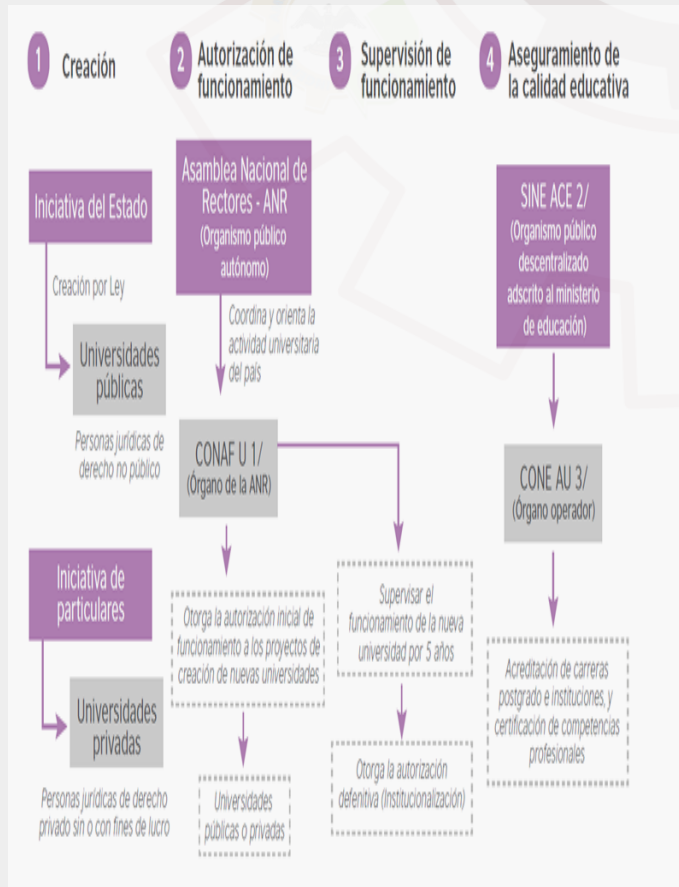 1 Creación
2 Autorización de
funcionamiento
3 Supervisión de
funcionamiento
4 Aseguramiento de
la calidad educativa
Iniciativa del Estado
Creación por Ley
Universidades
públicas
Personas jurídicas de
derecho no público
Iniciativa de
particulares
Universidades
privadas
Personas jurídicas de derecho
privado sin o con fines de lucro
Asamblea Nacional de
Rectores - ANR
(Organismo público
autónomo)
Coordina y orienta la
actividad universitaria
del país
CONAF U 1/
(Órgano de la ANR)
Otorga la autorización inicial de
funcionamiento a los proyectos de
creación de nuevas universidades
Universidades
públicas o privadas
Supervisar el
funcionamiento de la nueva
universidad por 5 años
Otorga la autorización
defenitiva (Institucionalización)
SINE ACE 2/
(Organismo público
descentralizado
adscrito al ministerio
de educación)
CONE AU 3/
(Órgano operador)
Acreditación de carreras
postgrado e instituciones, y
certificación de competencias
profesionales